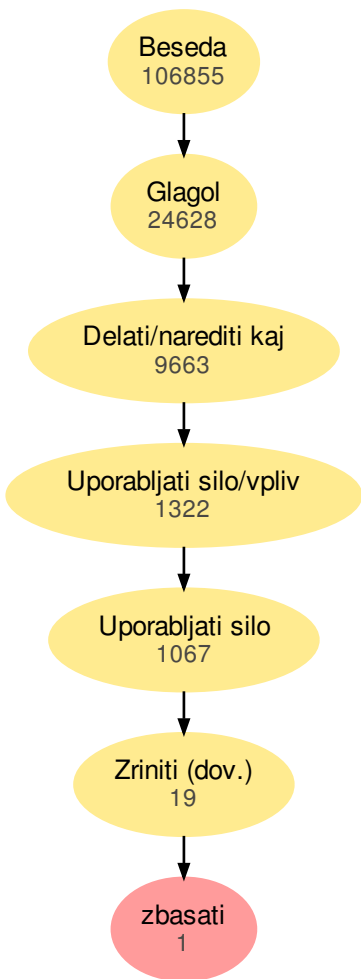 Beseda
106855
Glagol
24628
Delati/narediti kaj
9663
Uporabljati silo/vpliv
1322
Uporabljati silo
1067
Zriniti (dov.)
19
zbasati
1